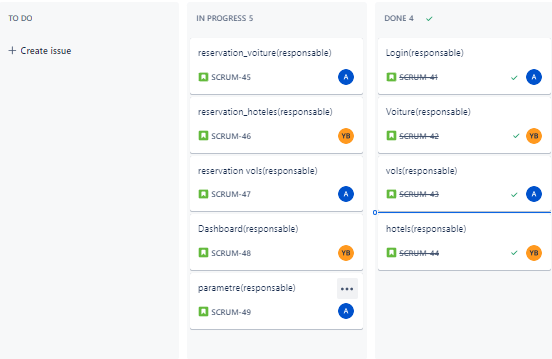 TO DO
+ Create issue
IN PROGRESS 5
reservation_voiture(responsable)
SCRUM-45
A
reservation_hoteles(responsable)
SCRUM-46
YB
reservation vols(responsable)
SCRUM-47
A
Dashboard(responsable)
SCRUM-48
YB
parametre(responsable)
SCRUM-49
A
DONE 4
Login(responsable)
SCRUM-41
A
Voiture(responsable)
SCRUM-42
YB
vols(responsable)
SCRUM-43
A
hotels(responsable)
SCRUM-44
YB